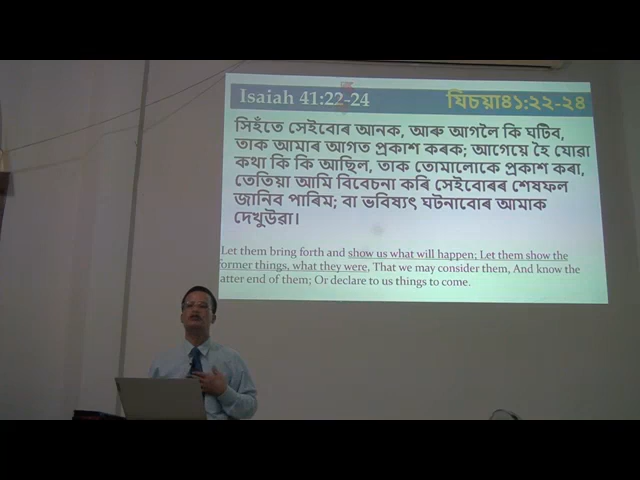 Isaiah 41:22-24
যিচয়া৪১:২২-২৪
সিহঁতে সেইবোৰ আনক, আৰু আগলৈ কি ঘটিব,
তাক আমাৰ আগত প্ৰকাশ কৰক; আগেয়ে হৈ যোৱা
কথা কি কি আছিল, তাক তোমালোকে প্ৰকাশ কৰা,
তেতিয়া আমি বিবেচনা কৰি সেইবোৰৰ শেষফল
জানিব পাৰিম; বা ভবিষ্যৎ ঘটনাবোৰ আমাক
দেখুউৱা।
Let them bring forth and show us what will happen; Let them show the
former things, what they were, That we may consider them, And know the
atter end of them; Or declare to us things to come.